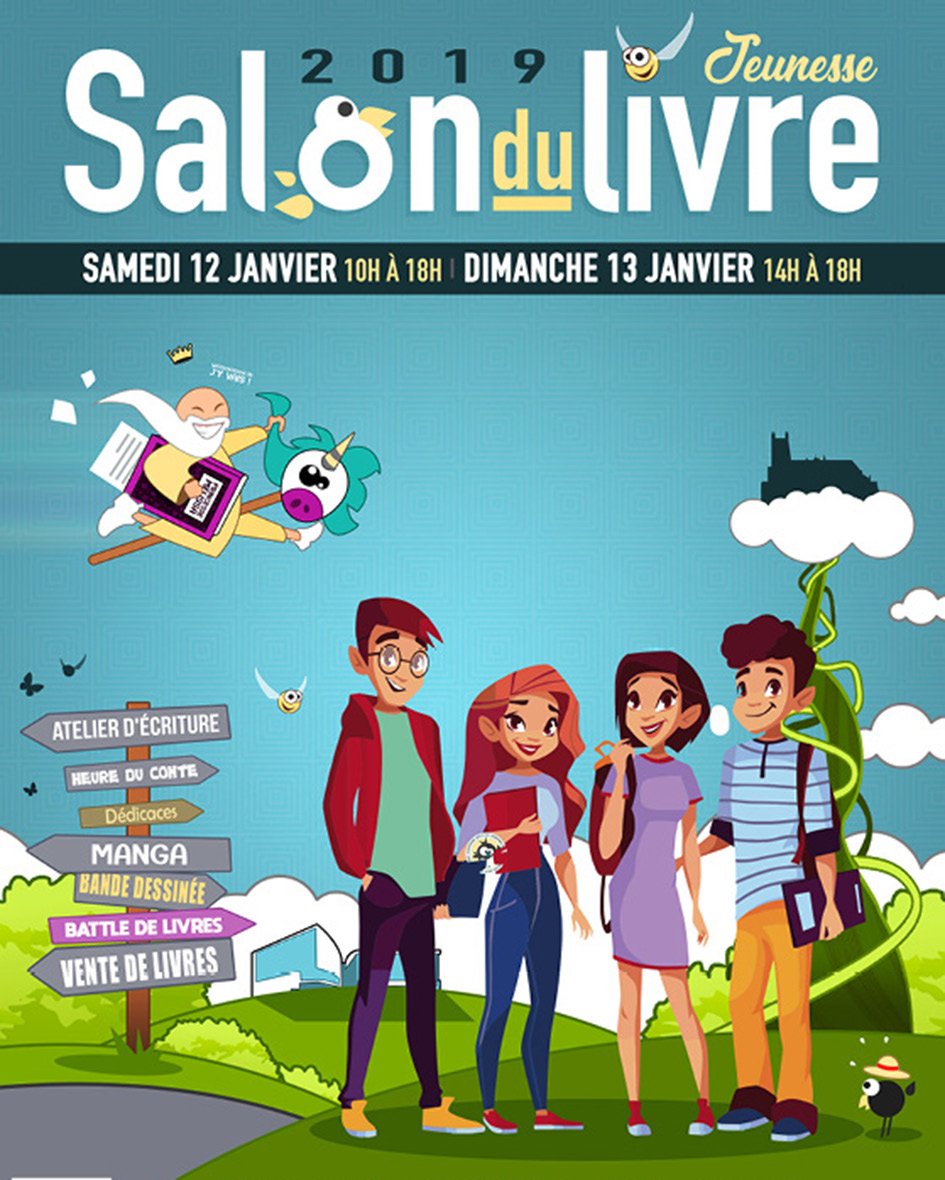 2019
Jeunesse
Salon du livre
SAMEDI 12 JANVIER 10H À 18H | DIMANCHE 13 JANVIER 14H À 18H
J'Y VAIS !
ATELIER D'ÉCRITURE
HEURE DU CONTE
Dédicaces
MANGA
BANDE DESSINÉE
BATTLE DE LIVRES
VENTE DE LIVRES